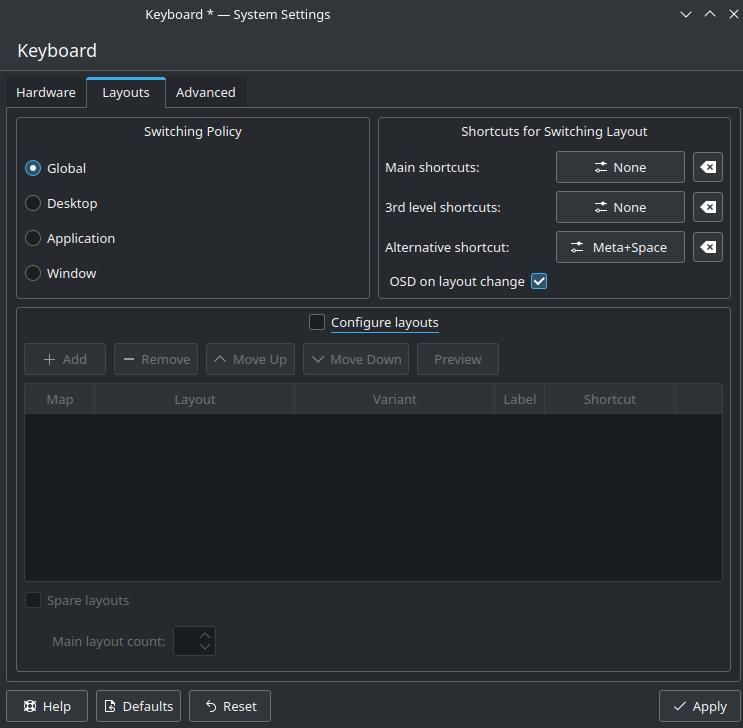 Keyboard * — System Settings
Keyboard
Hardware Layouts Advanced
Switching Policy
Global
Desktop
Application
Window
Shortcuts for Switching Layout
Main shortcuts: None
3rd level shortcuts: None
Alternative shortcut: Meta+Space
OSD on layout change
Configure layouts
Add Remove Move Up Move Down Preview
Map Layout Variant Label Shortcut
Spare layouts
Main layout count:
Help Defaults Reset Apply